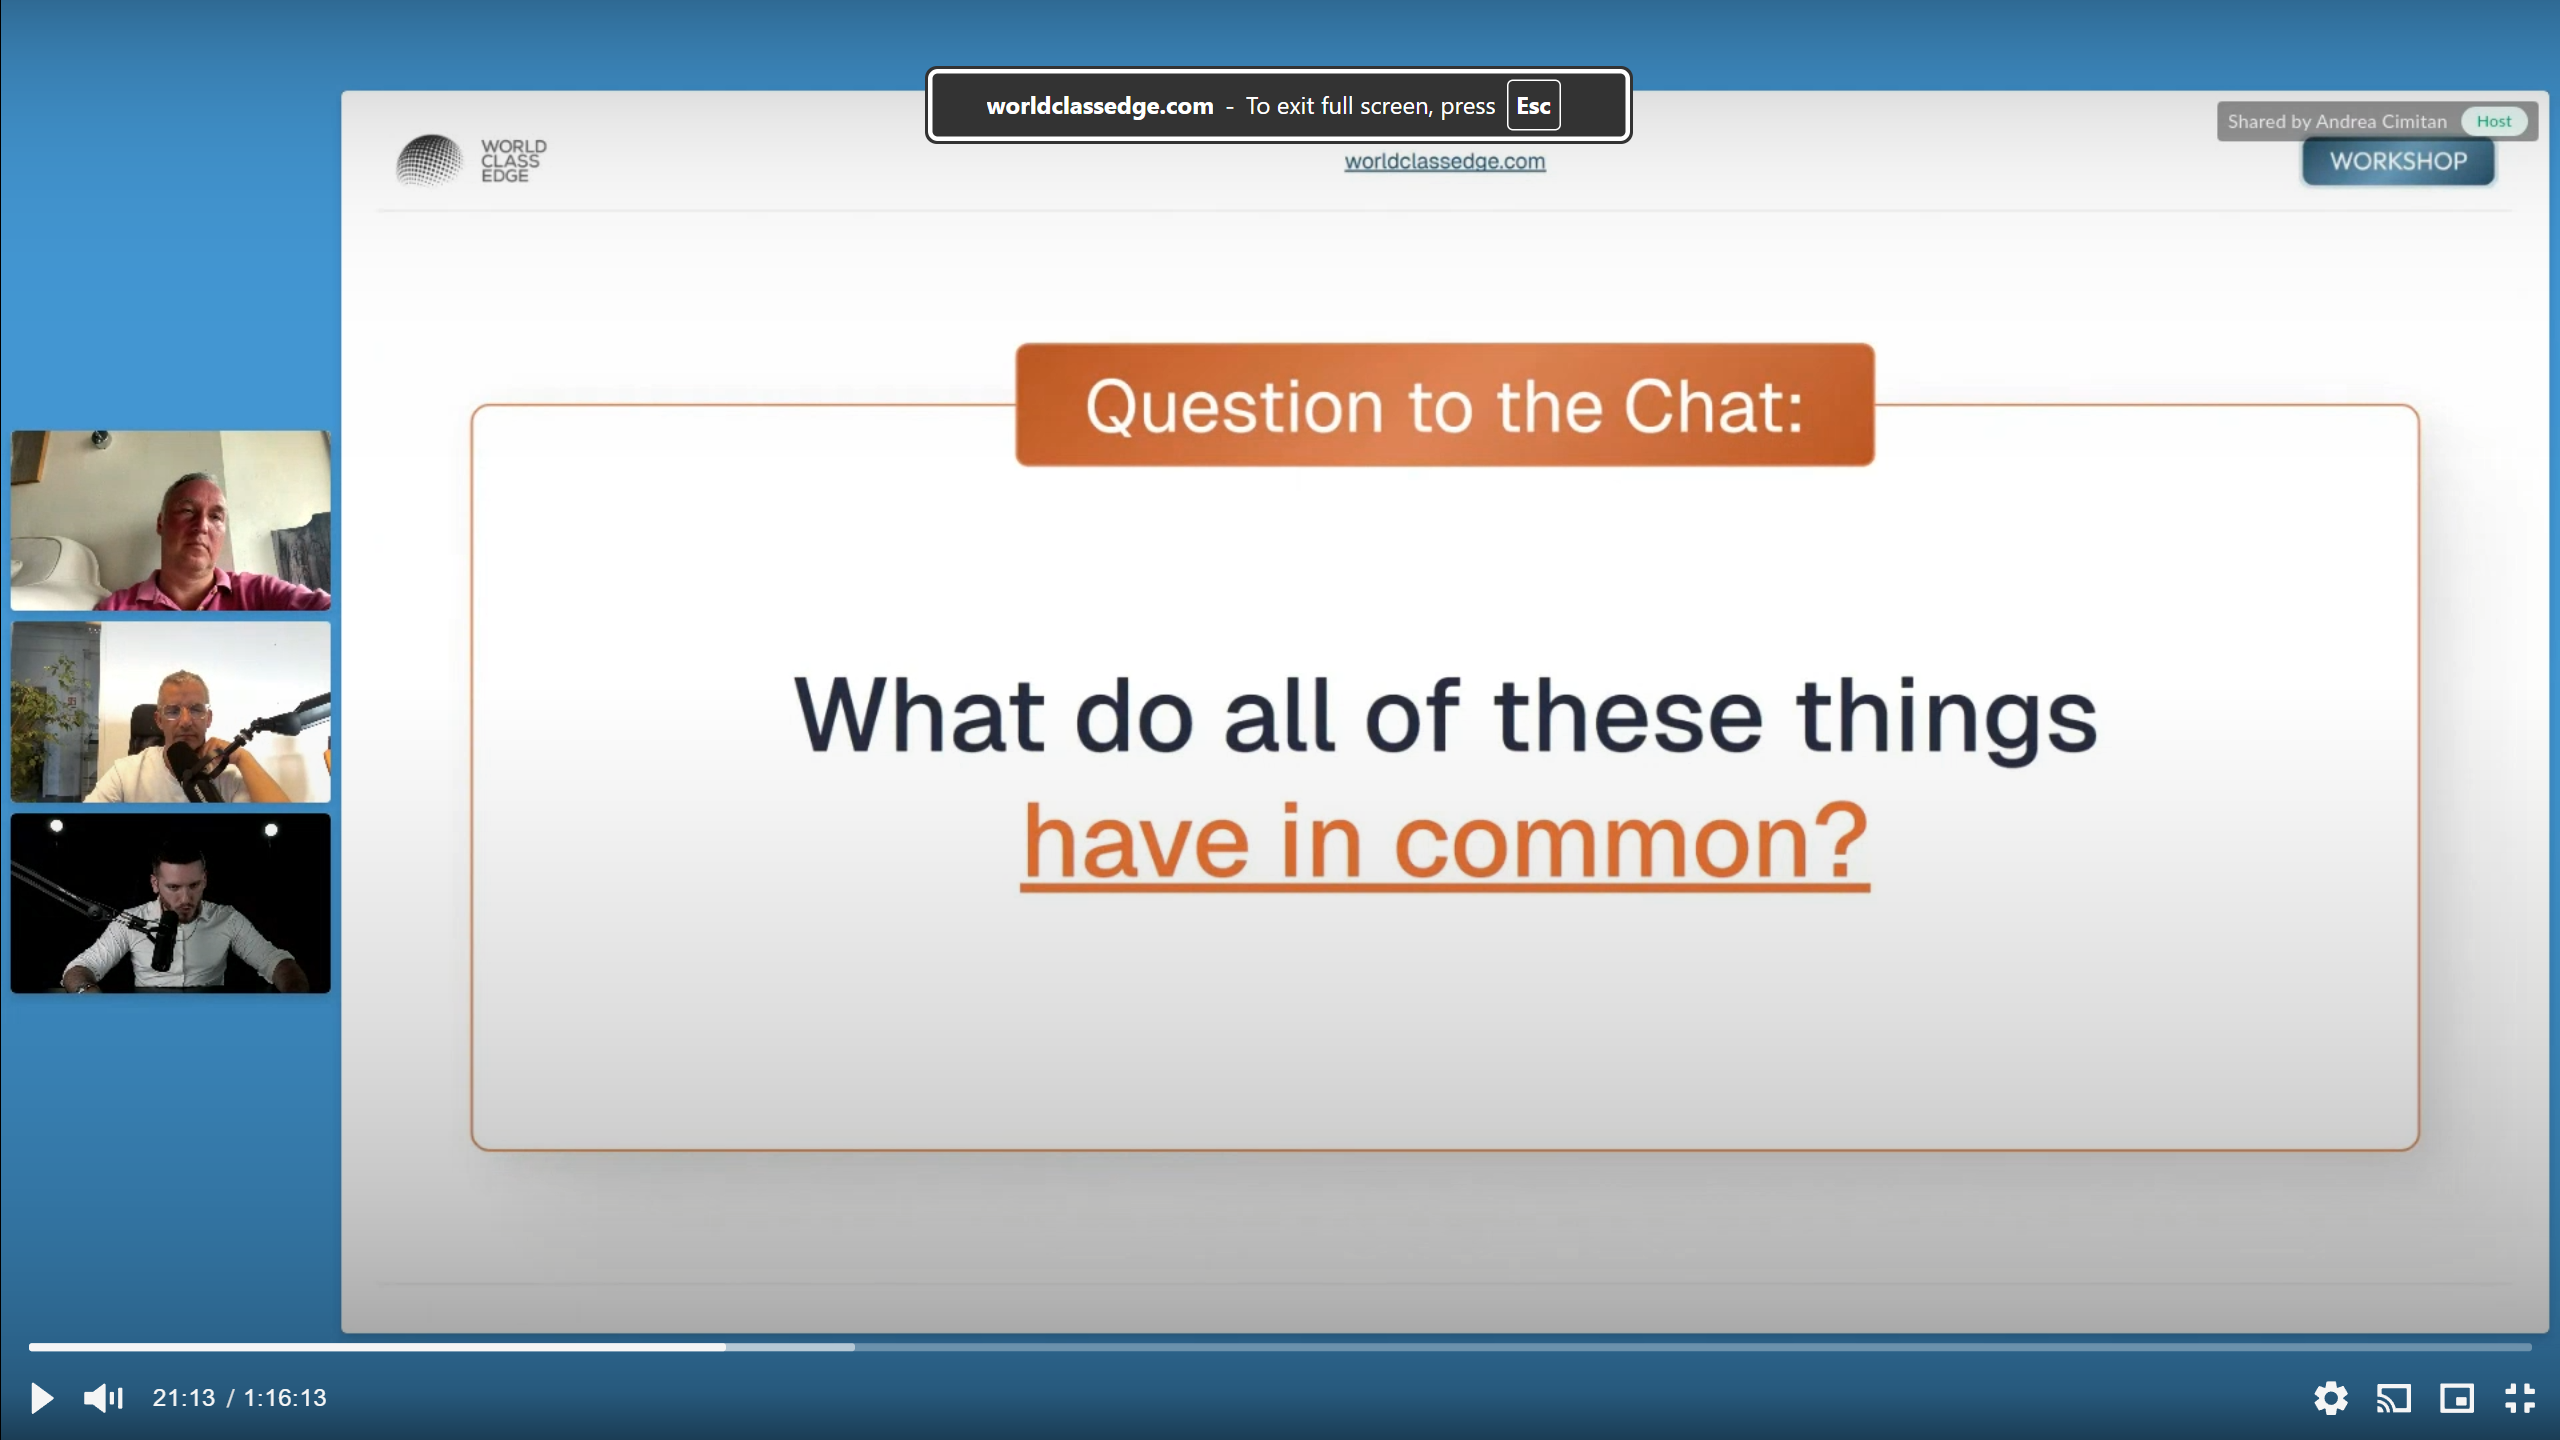 worldclassedge.com - To exit full screen, press Esc
Shared by Andrea Cimitan Host
WORLD
CLASS
EDGE
worldclassedge.com
WORKSHOP
Question to the Chat:
What do all of these things
have in common?
21:13 / 1:16:13